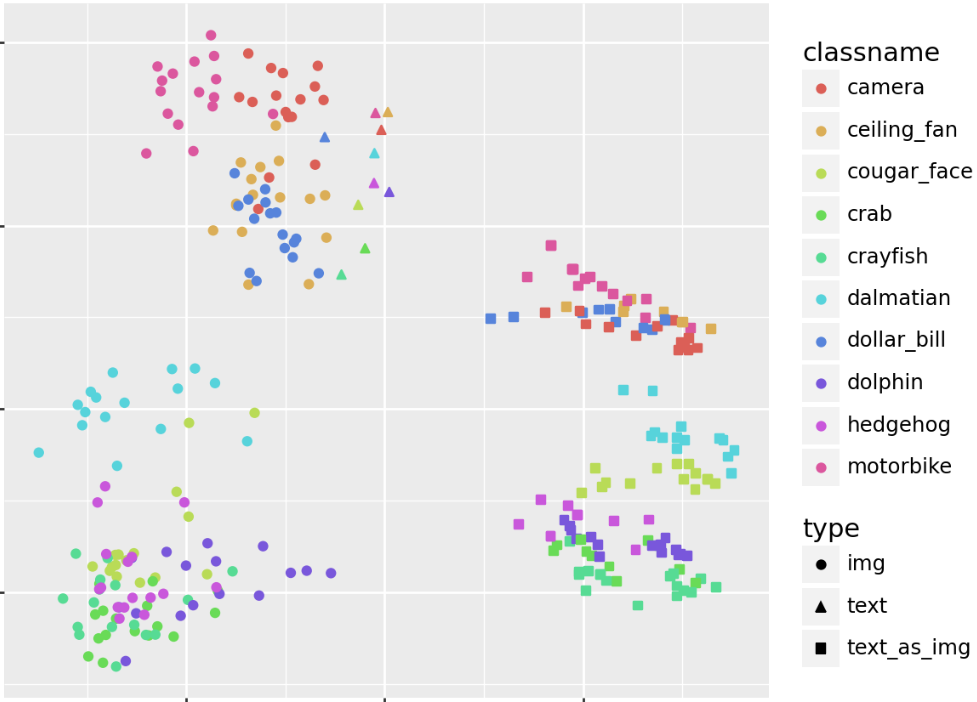 classname
camera
ceiling_fan
cougar_face
crab
crayfish
dalmatian
dollar_bill
dolphin
hedgehog
motorbike
type
img
text
text_as_img